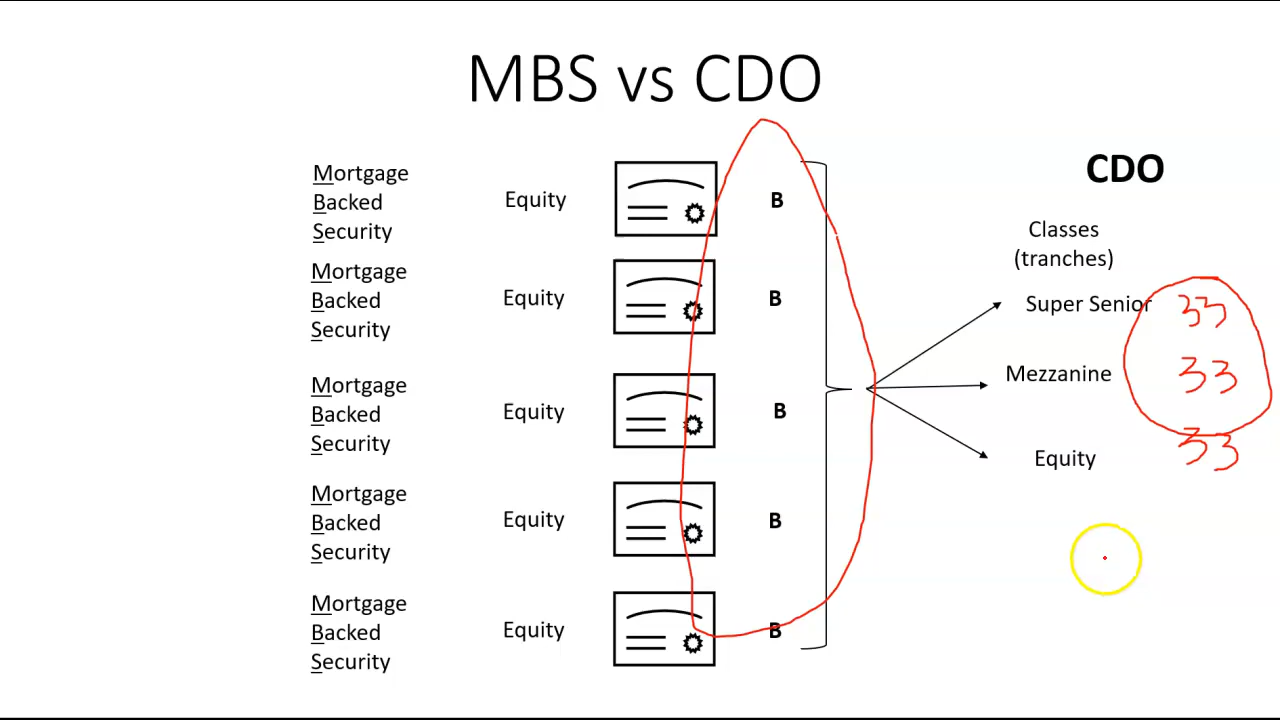 MBS vs CDO
Mortgage
Backed
Security
Equity
B
Mortgage
Backed
Security
Equity
B
Mortgage
Backed
Security
Equity
B
Mortgage
Backed
Security
Equity
B
Mortgage
Backed
Security
Equity
B
CDO
Classes
(tranches)
Super Senior
33
Mezzanine
33
Equity
33